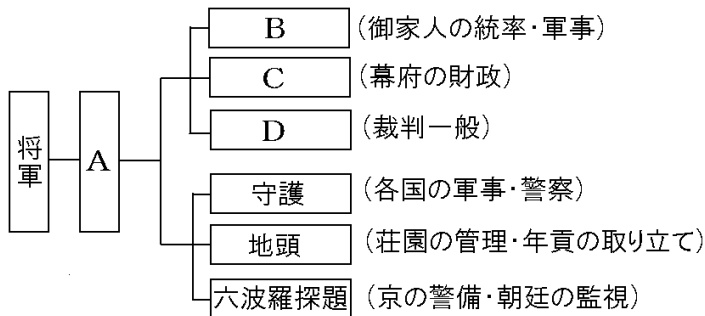 将軍
A
B (御家人の統率・軍事)
C (幕府の財政)
D (裁判一般)
守護 (各国の軍事・警察)
地頭 (荘園の管理・年貢の取り立て)
六波羅探題 (京の警備・朝廷の監視)